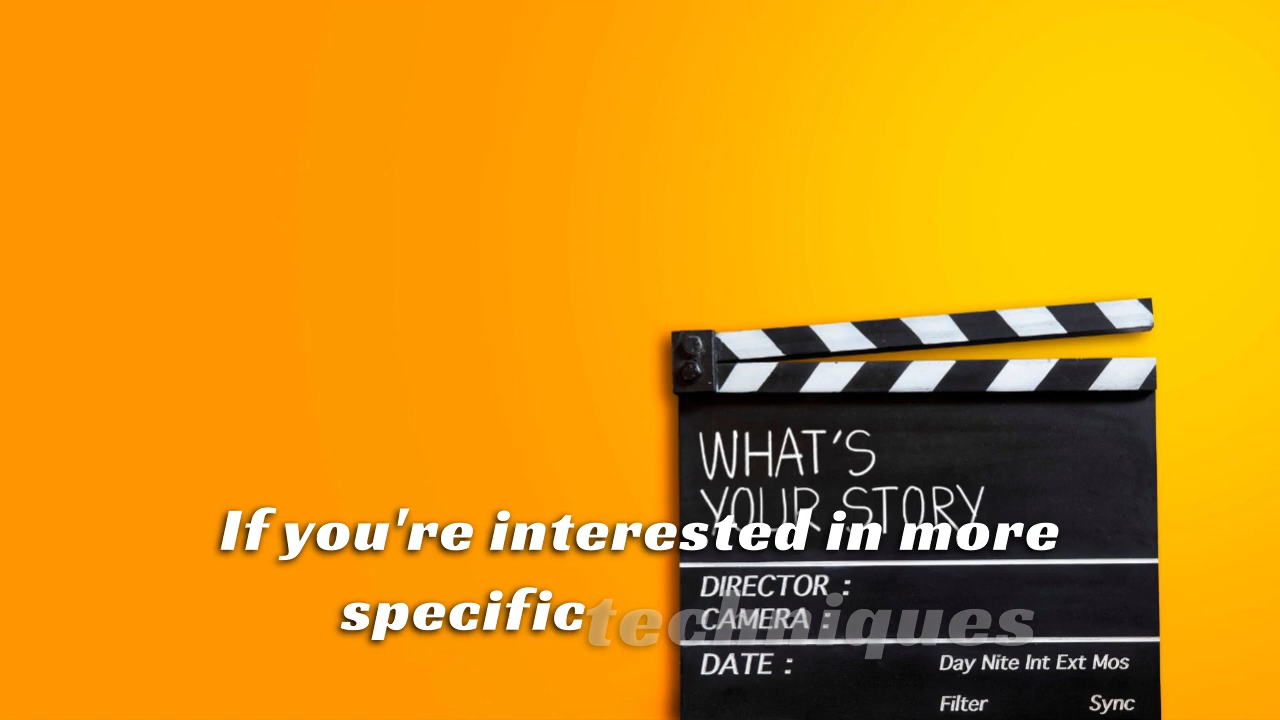 WHAT'S
YOUR STORY
If you're interested in more
specific techniques
DIRECTOR :
CAMERA :
DATE :
Day Nite Int Ext Mos
Filter Sync